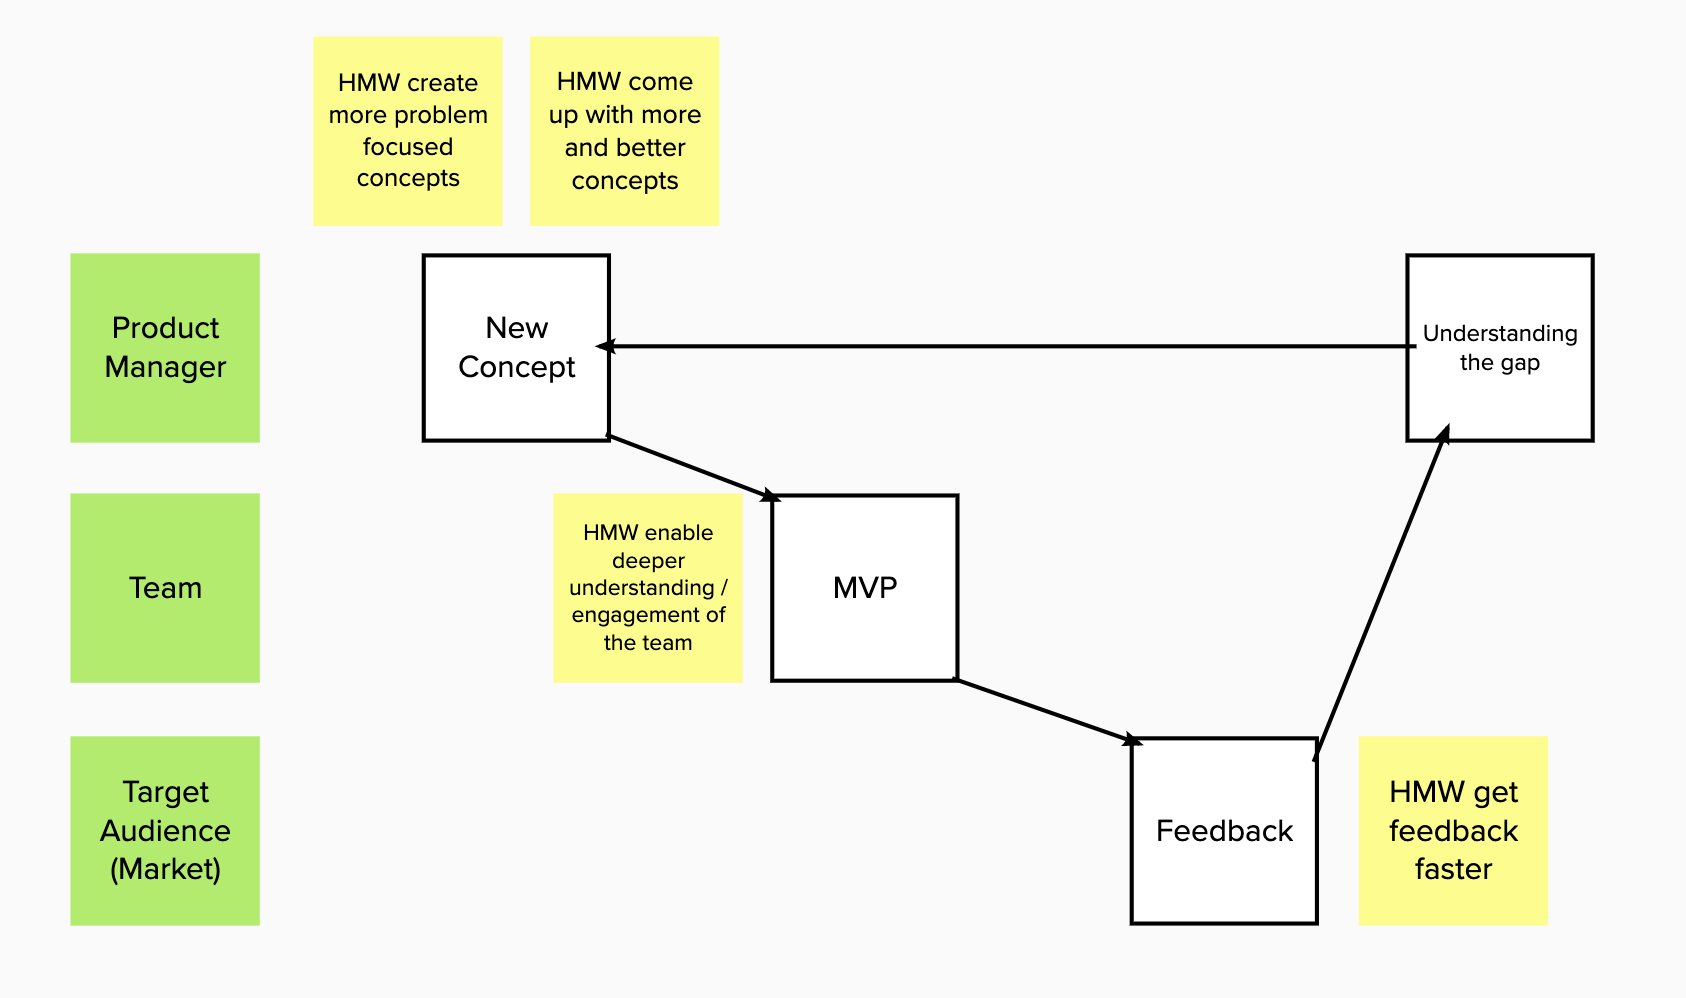 HMW create
more problem
focused
concepts
HMW come
up with more
and better
concepts
Product
Manager
New
Concept
Understanding
the gap
Team
HMW enable
deeper
understanding /
engagement of
the team
MVP
Target
Audience
(Market)
Feedback
HMW get
feedback
faster